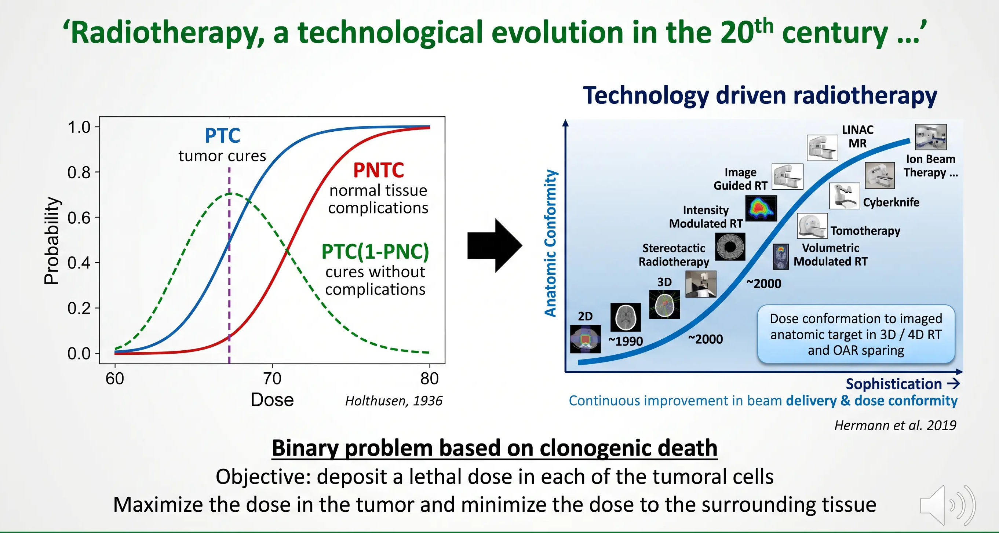 ‘Radiotherapy, a technological evolution in the 20th century ...’
1.0
0.8
0.6
0.4
0.2
0.0
Probability
60
70
80
Dose
Holthusen, 1936
PTC
tumor cures
PNTC
normal tissue
complications
PTC(1-PNC)
cures without
complications
Technology driven radiotherapy
Anatomic Conformity
2D
~1990
3D
Stereotactic
Radiotherapy
~2000
Intensity
Modulated RT
~2000
Image
Guided RT
Volumetric
Modulated RT
Tomotherapy
Cyberknife
LINAC
MR
Ion Beam
Therapy ...
Dose conformation to imaged
anatomic target in 3D / 4D RT
and OAR sparing
Sophistication →
Continuous improvement in beam delivery & dose conformity
Hermann et al. 2019
Binary problem based on clonogenic death
Objective: deposit a lethal dose in each of the tumoral cells
Maximize the dose in the tumor and minimize the dose to the surrounding tissue